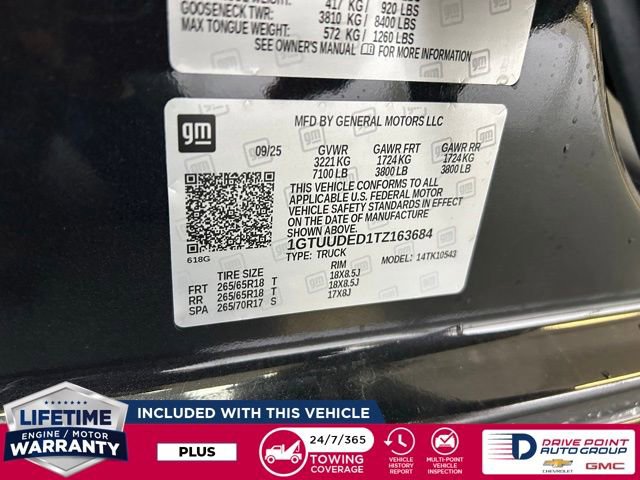 417 KG/ 920 LBS
GOOSENECK TWR: 3810 KG/ 8400 LBS
MAX TONGUE WEIGHT: 572 KG/ 1260 LBS
SEE OWNER'S MANUAL FOR MORE INFORMATION
gm
MFD BY GENERAL MOTORS LLC
09/25 GVWR GAWR FRT GAWR RR
3221 KG 1724 KG 1724 KG
7100 LB 3800 LB 3800 LB
THIS VEHICLE CONFORMS TO ALL
APPLICABLE U.S. FEDERAL MOTOR
VEHICLE SAFETY STANDARDS IN EFFECT
ON THE DATE OF MANUFACTURE SHOWN ABOVE.
1GTUUDED1TZ163684
TYPE: TRUCK MODEL: 14TK10543
618G
TIRE SIZE RIM
FRT 265/65R18 T 18X8.5J
RR 265/65R18 T 18X8.5J
SPA 265/70R17 S 17X8J
LIFETIME
ENGINE / MOTOR
WARRANTY
INCLUDED WITH THIS VEHICLE
PLUS
24/7/365
TOWING
COVERAGE
VEHICLE
HISTORY
REPORT
MULTI-POINT
VEHICLE
INSPECTION
DRIVE POINT
AUTO GROUP
CHEVROLET
GMC